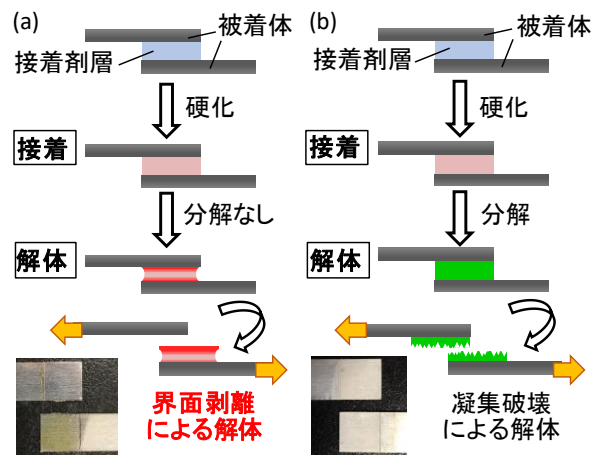 (a)
被着体
接着剤層
硬化
接着
分解なし
解体
界面剥離
による解体
(b)
被着体
接着剤層
硬化
接着
分解
解体
凝集破壊
による解体